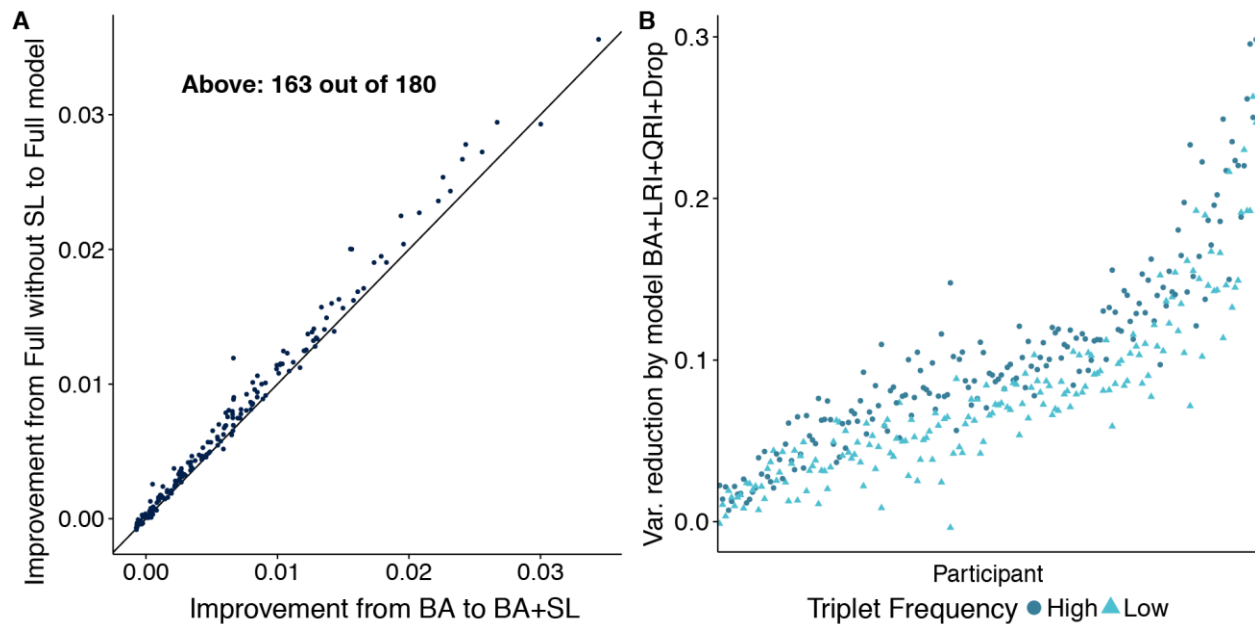 A
Improvement from Full without SL to Full model
Above: 163 out of 180
0.03
0.02
0.01
0.00
0.00 0.01 0.02 0.03
Improvement from BA to BA+SL
B
Var. reduction by model BA+LRI+QRI+Drop
0.3
0.2
0.1
0.0
Participant
Triplet Frequency High Low